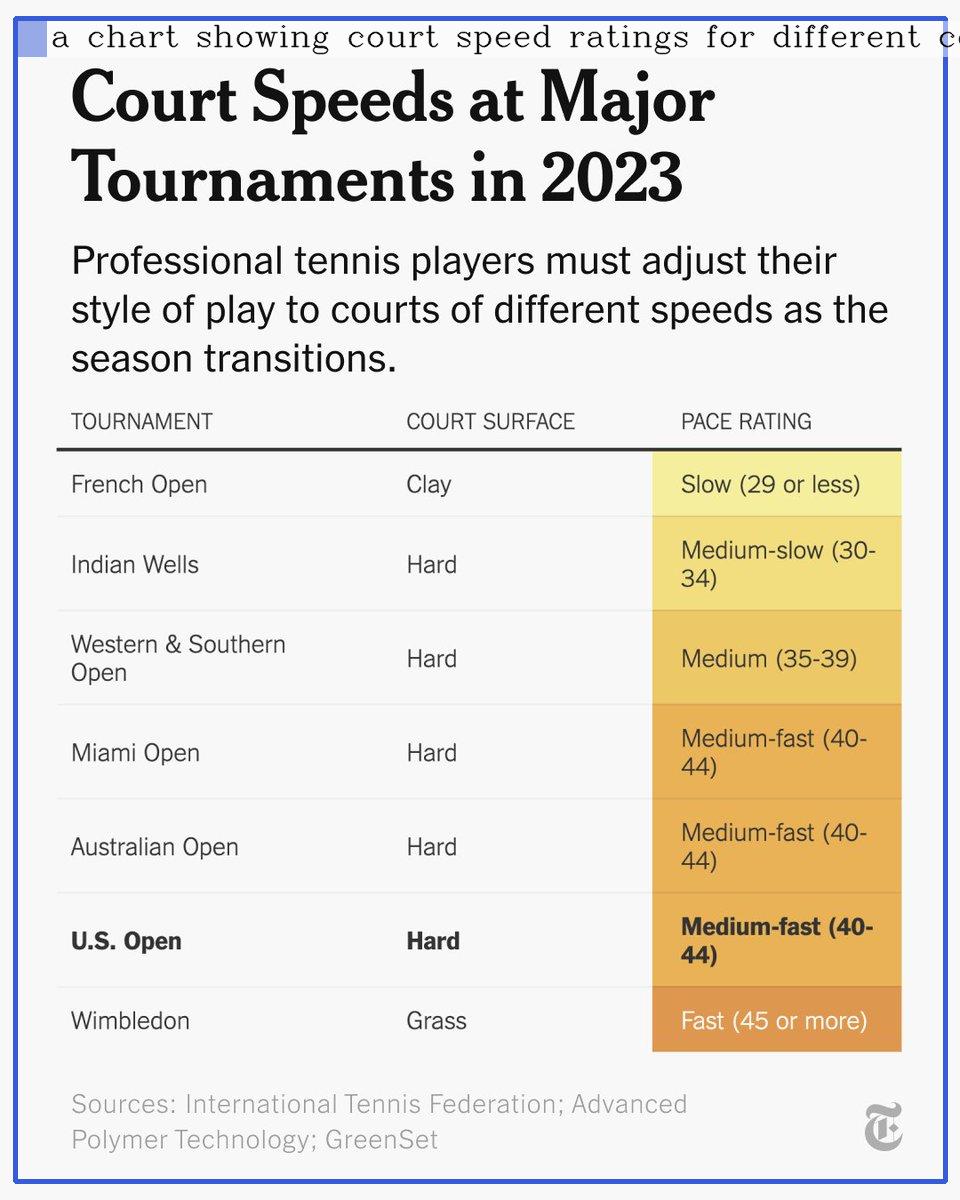 a chart showing court speed ratings for different
Court Speeds at Major
Tournaments in 2023
Professional tennis players must adjust their
style of play to courts of different speeds as the
season transitions.
TOURNAMENT COURT SURFACE PACE RATING
French Open Clay Slow (29 or less)
Indian Wells Hard Medium-slow (30-
34)
Western & Southern
Open Hard Medium (35-39)
Miami Open Hard Medium-fast (40-
44)
Australian Open Hard Medium-fast (40-
44)
U.S. Open Hard Medium-fast (40-
44)
Wimbledon Grass Fast (45 or more)
Sources: International Tennis Federation; Advanced
Polymer Technology; GreenSet
T